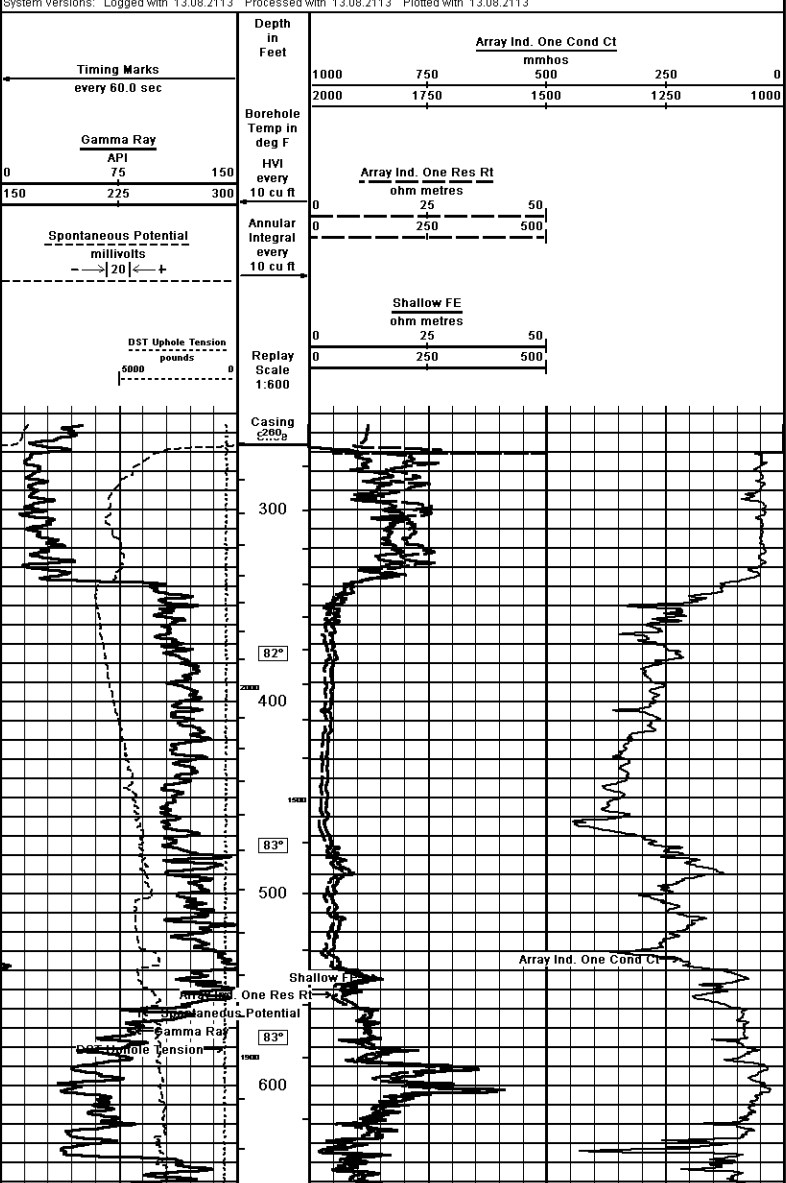 System Versions: Logged with 13.08.2113 Processed with 13.08.2113 Plotted with 13.08.2113
Timing Marks
every 60.0 sec
Gamma Ray
API
0 75 150
150 225 300
Spontaneous Potential
millivolts
- 20 +
DST Uphole Tension
pounds
5000 0
Depth
in
Feet
Borehole
Temp in
deg F
HVI
every
10 cu ft
Annular
Integral
every
10 cu ft
Replay
Scale
1:600
Array Ind. One Cond Ct
mmhos
1000 750 500 250 0
2000 1750 1500 1250 1000
Array Ind. One Res Rt
ohm metres
0 25 50
0 250 500
Shallow FE
ohm metres
0 25 50
0 250 500
Casing
260
300
82°
2000
400
1500
83°
500
Array Ind. One Cond Ct
Shallow FE
Array Ind. One Res Rt
Spontaneous Potential
Gamma Ray
83°
DST Uphole Tension
1900
600